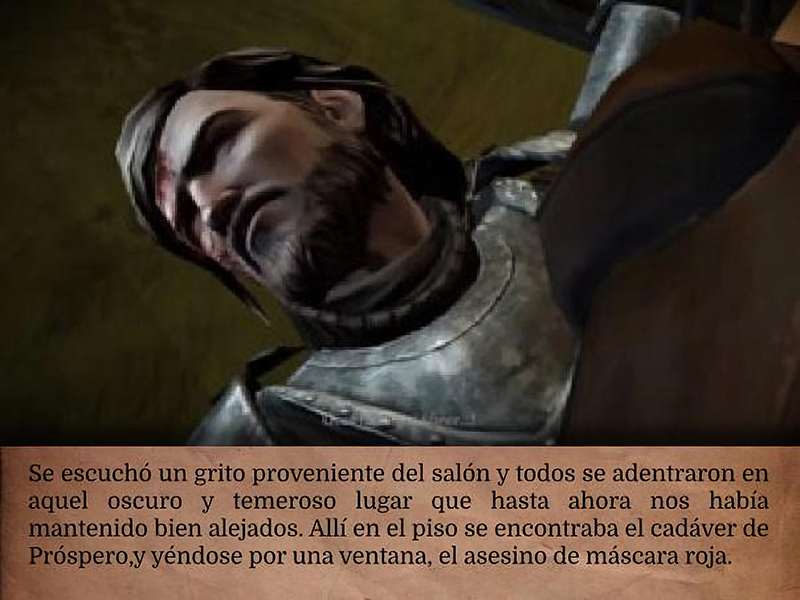 Se escuchó un grito proveniente del salón y todos se adentraron en
aquel oscuro y temeroso lugar que hasta ahora nos había
mantenido bien alejados. Allí en el piso se encontraba el cadáver de
Próspero,y yéndose por una ventana, el asesino de máscara roja.